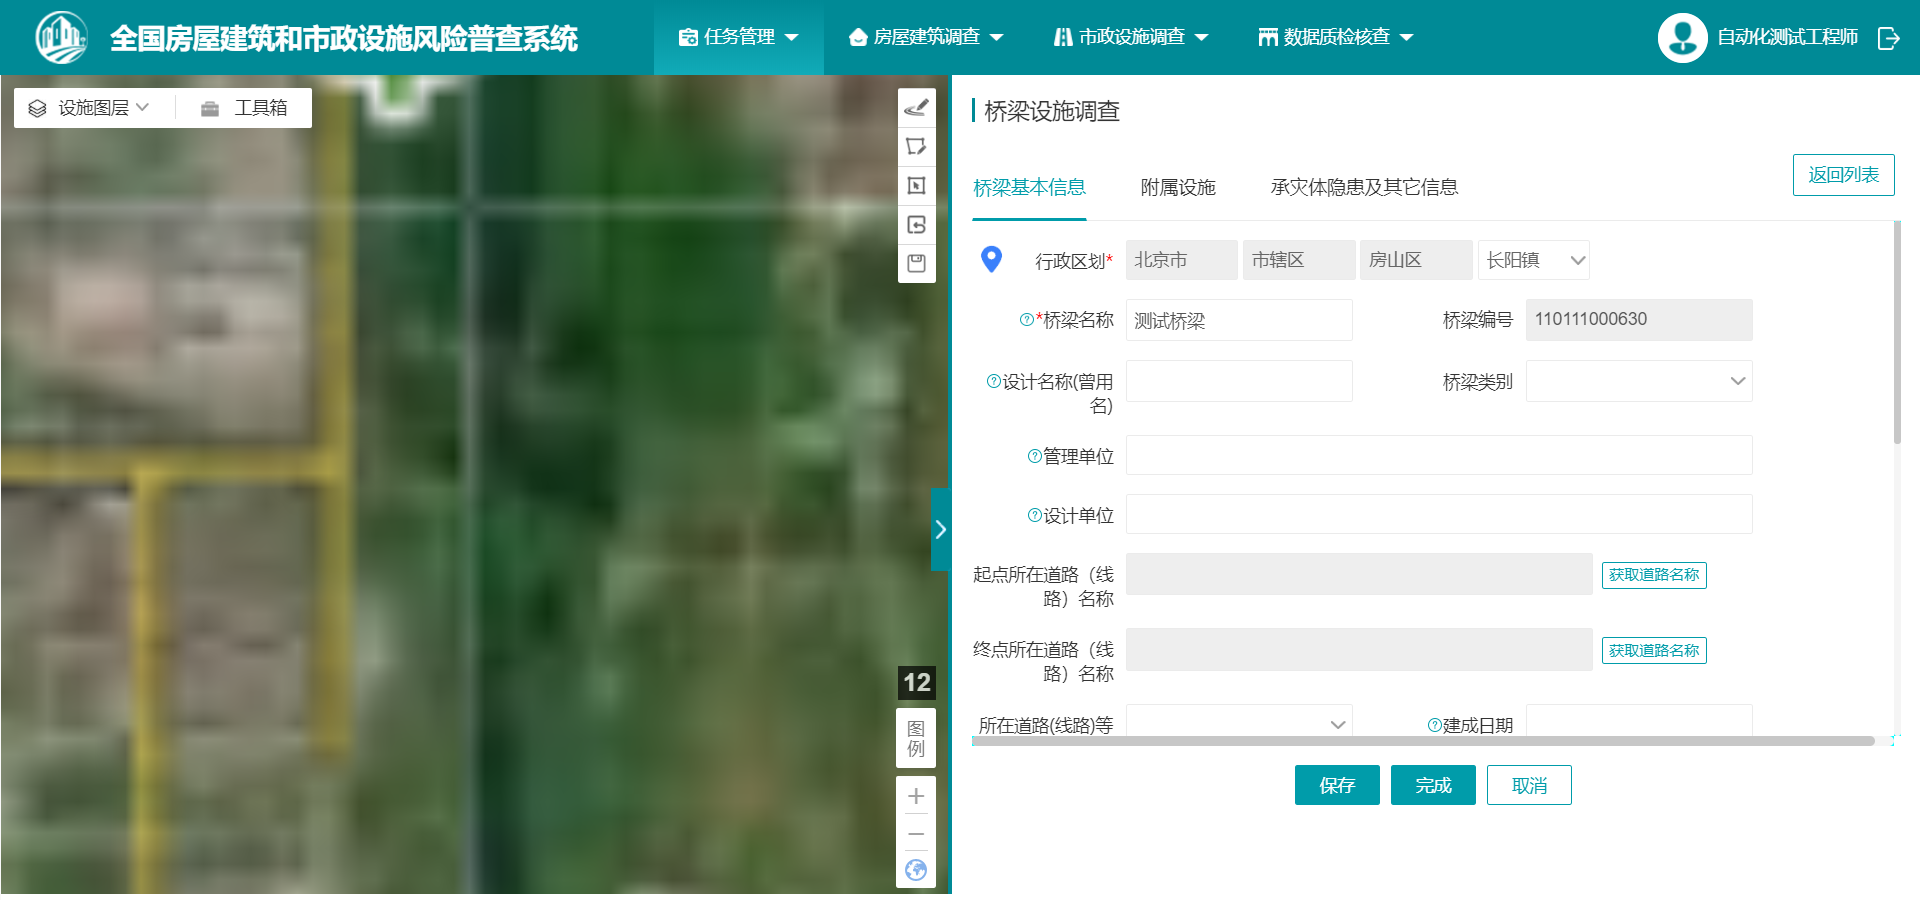 全国房屋建筑和市政设施风险普查系统
任务管理
房屋建筑调查
市政设施调查
数据质检核查
自动化测试工程师
设施图层
工具箱
12
图例
桥梁设施调查
返回列表
桥梁基本信息
附属设施
承灾体隐患及其它信息
行政区划* 北京市 市辖区 房山区 长阳镇
*桥梁名称 测试桥梁 桥梁编号 110111000630
设计名称(曾用
名)
桥梁类别
管理单位
设计单位
起点所在道路（线
路）名称
获取道路名称
终点所在道路（线
路）名称
获取道路名称
所在道路(线路)等 建成日期
保存 完成 取消